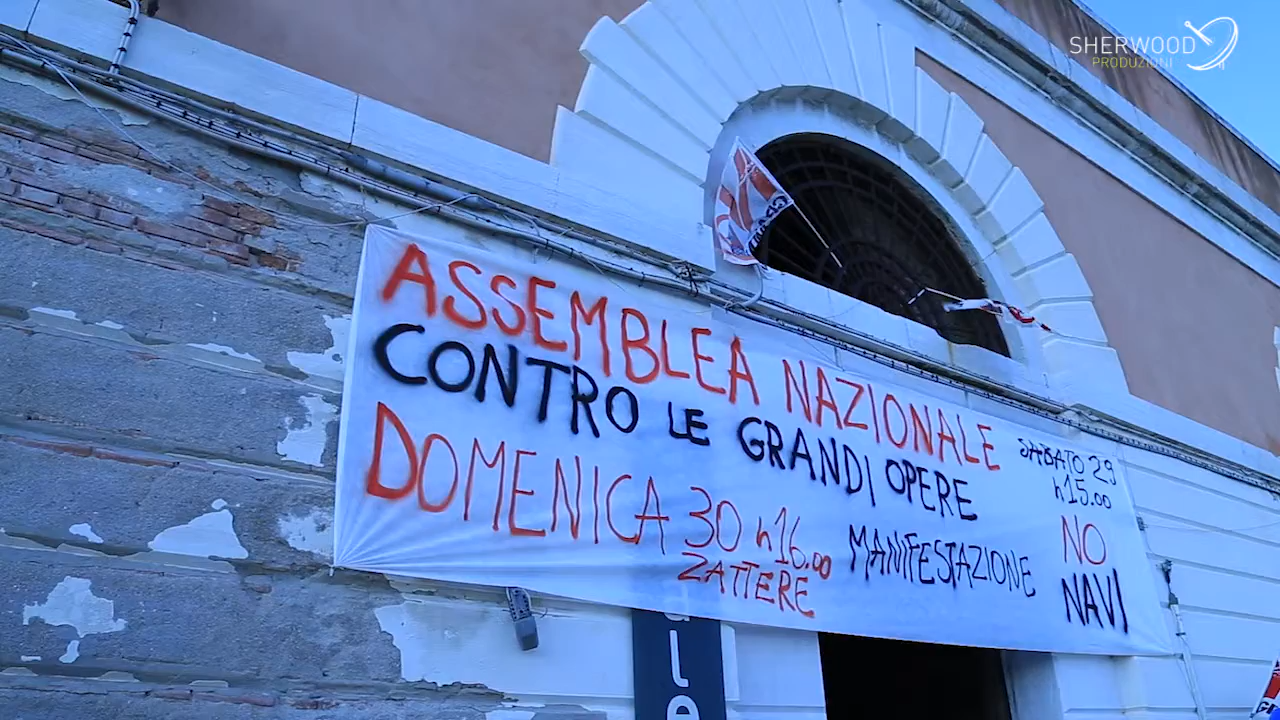 SHERWOOD
PRODUZIONI
ASSEMBLEA NAZIONALE
CONTRO LE GRANDI OPERE
DOMENICA 30 h16.00
ZATTERE
MANIFESTAZIONE
SABATO 29
h15.00
NO
NAVI
ale